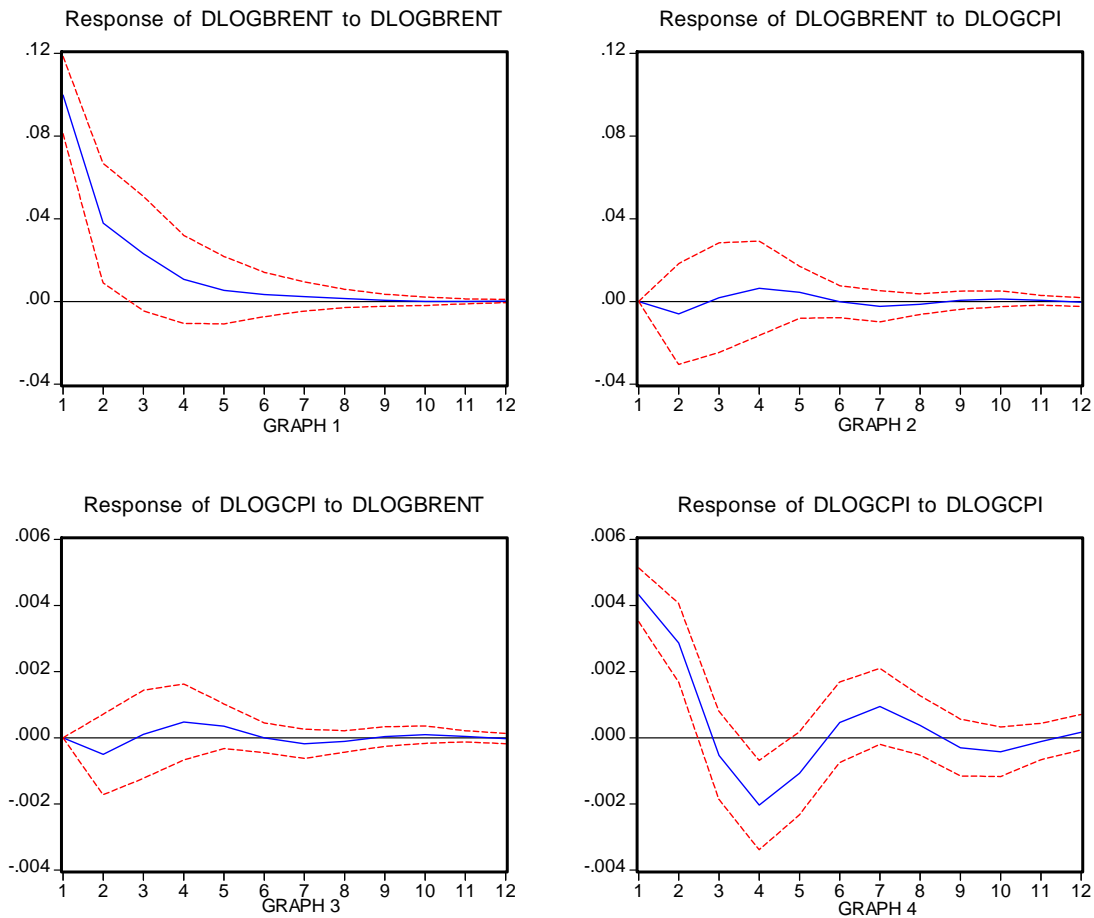 Response of DLOGBRENT to DLOGBRENT
.12
.08
.04
.00
-.04
1 2 3 4 5 6 7 8 9 10 11 12
GRAPH 1
Response of DLOGBRENT to DLOGCPI
.12
.08
.04
.00
-.04
1 2 3 4 5 6 7 8 9 10 11 12
GRAPH 2
Response of DLOGCPI to DLOGBRENT
.006
.004
.002
.000
-.002
-.004
1 2 3 4 5 6 7 8 9 10 11 12
GRAPH 3
Response of DLOGCPI to DLOGCPI
.006
.004
.002
.000
-.002
-.004
1 2 3 4 5 6 7 8 9 10 11 12
GRAPH 4